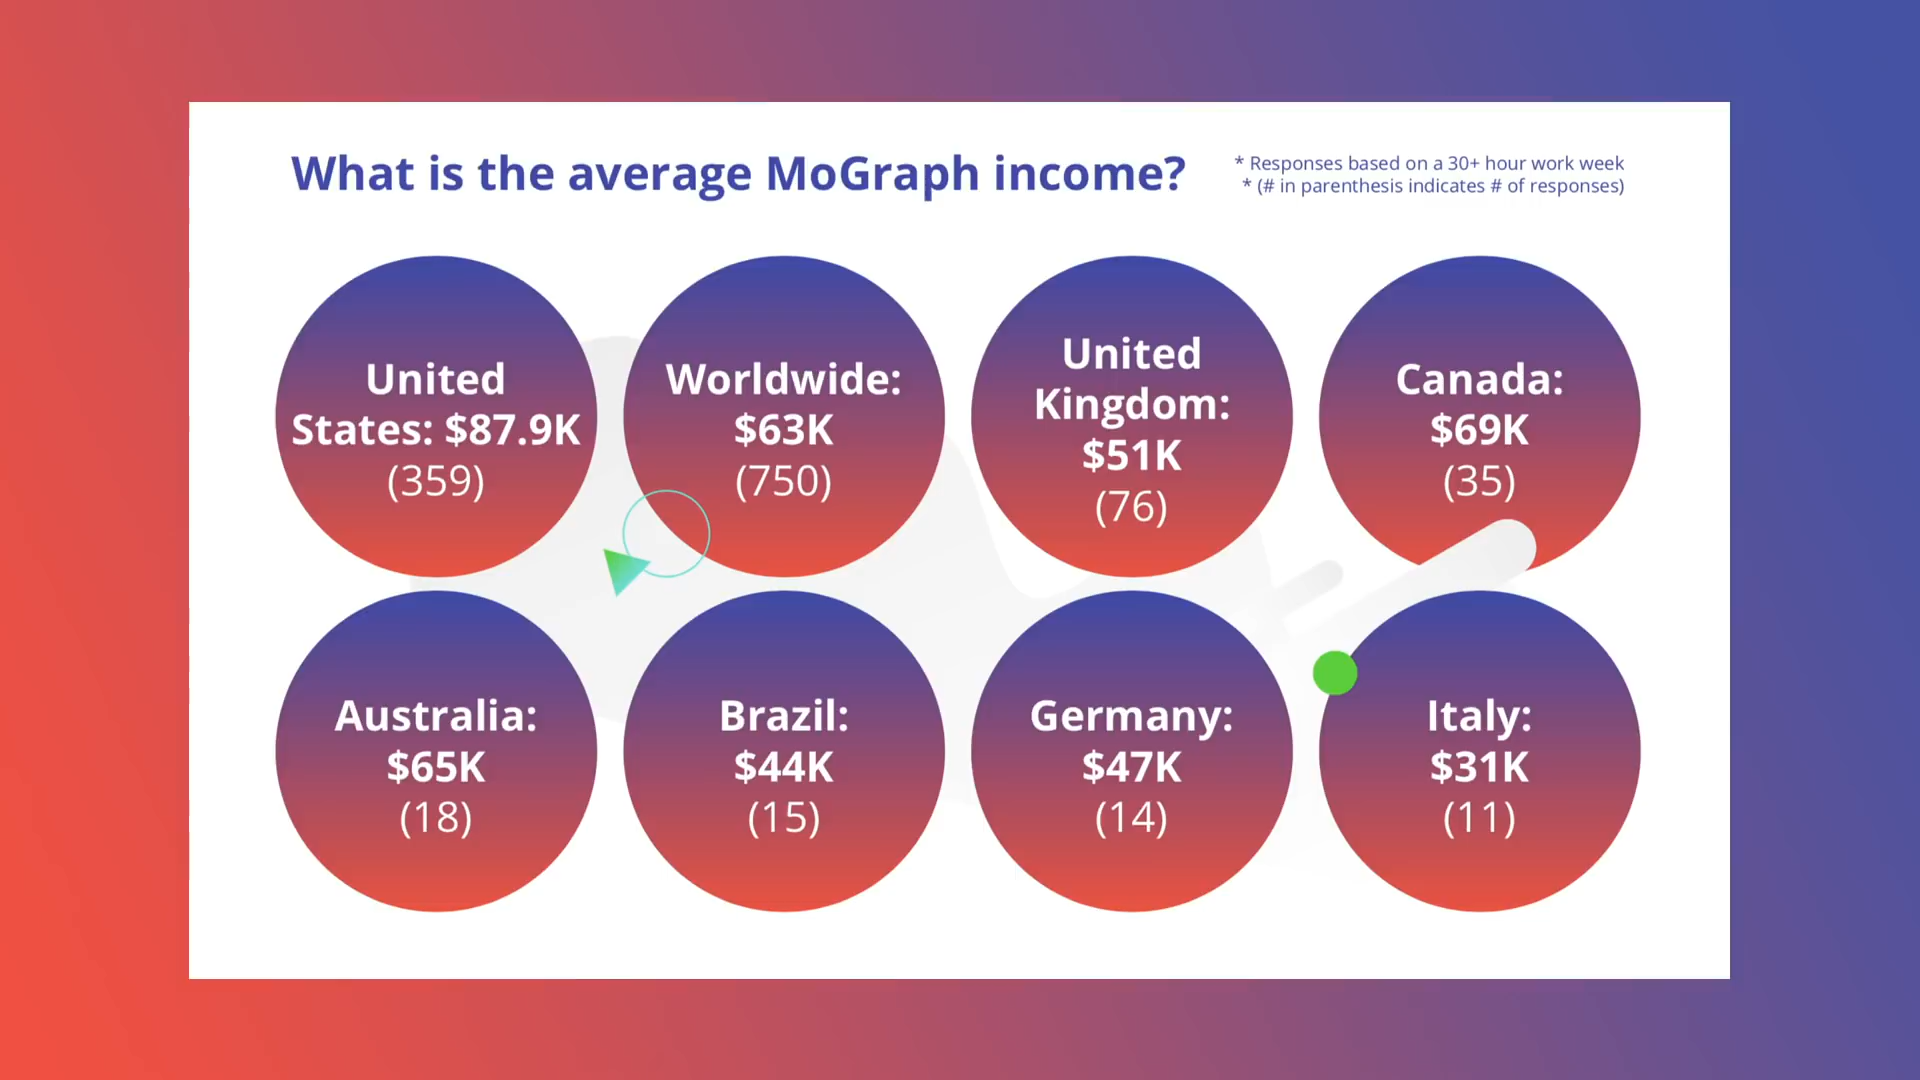 What is the average MoGraph income?
* Responses based on a 30+ hour work week
* (# in parenthesis indicates # of responses)
United
States: $87.9K
(359)
Worldwide:
$63K
(750)
United
Kingdom:
$51K
(76)
Canada:
$69K
(35)
Australia:
$65K
(18)
Brazil:
$44K
(15)
Germany:
$47K
(14)
Italy:
$31K
(11)